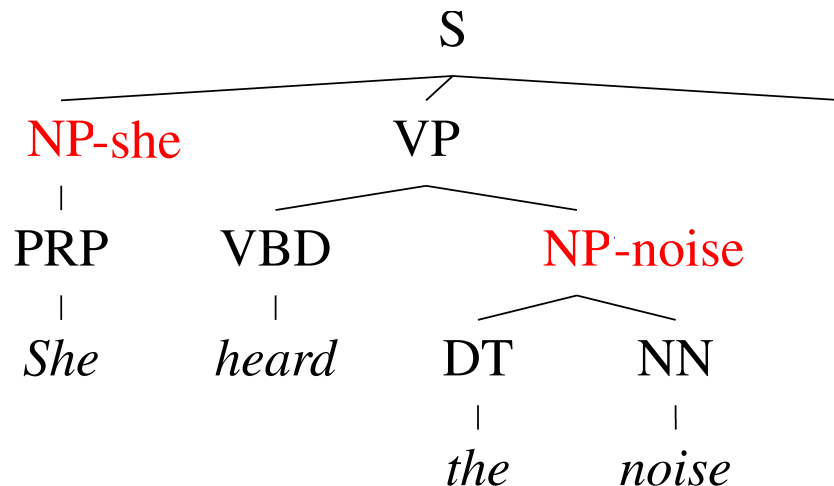 S
NP-she VP
PRP VBD NP-noise
She heard DT NN
the noise